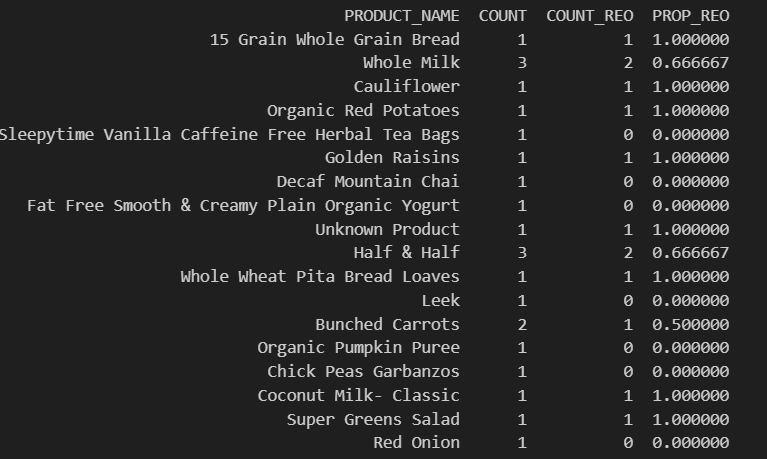 PRODUCT_NAME COUNT COUNT_REO PROP_REO
15 Grain Whole Grain Bread 1 1 1.000000
Whole Milk 3 2 0.666667
Cauliflower 1 1 1.000000
Organic Red Potatoes 1 1 1.000000
Sleepytime Vanilla Caffeine Free Herbal Tea Bags 1 0 0.000000
Golden Raisins 1 1 1.000000
Decaf Mountain Chai 1 0 0.000000
Fat Free Smooth & Creamy Plain Organic Yogurt 1 0 0.000000
Unknown Product 1 1 1.000000
Half & Half 3 2 0.666667
Whole Wheat Pita Bread Loaves 1 1 1.000000
Leek 1 0 0.000000
Bunched Carrots 2 1 0.500000
Organic Pumpkin Puree 1 0 0.000000
Chick Peas Garbanzos 1 0 0.000000
Coconut Milk- Classic 1 1 1.000000
Super Greens Salad 1 1 1.000000
Red Onion 1 0 0.000000